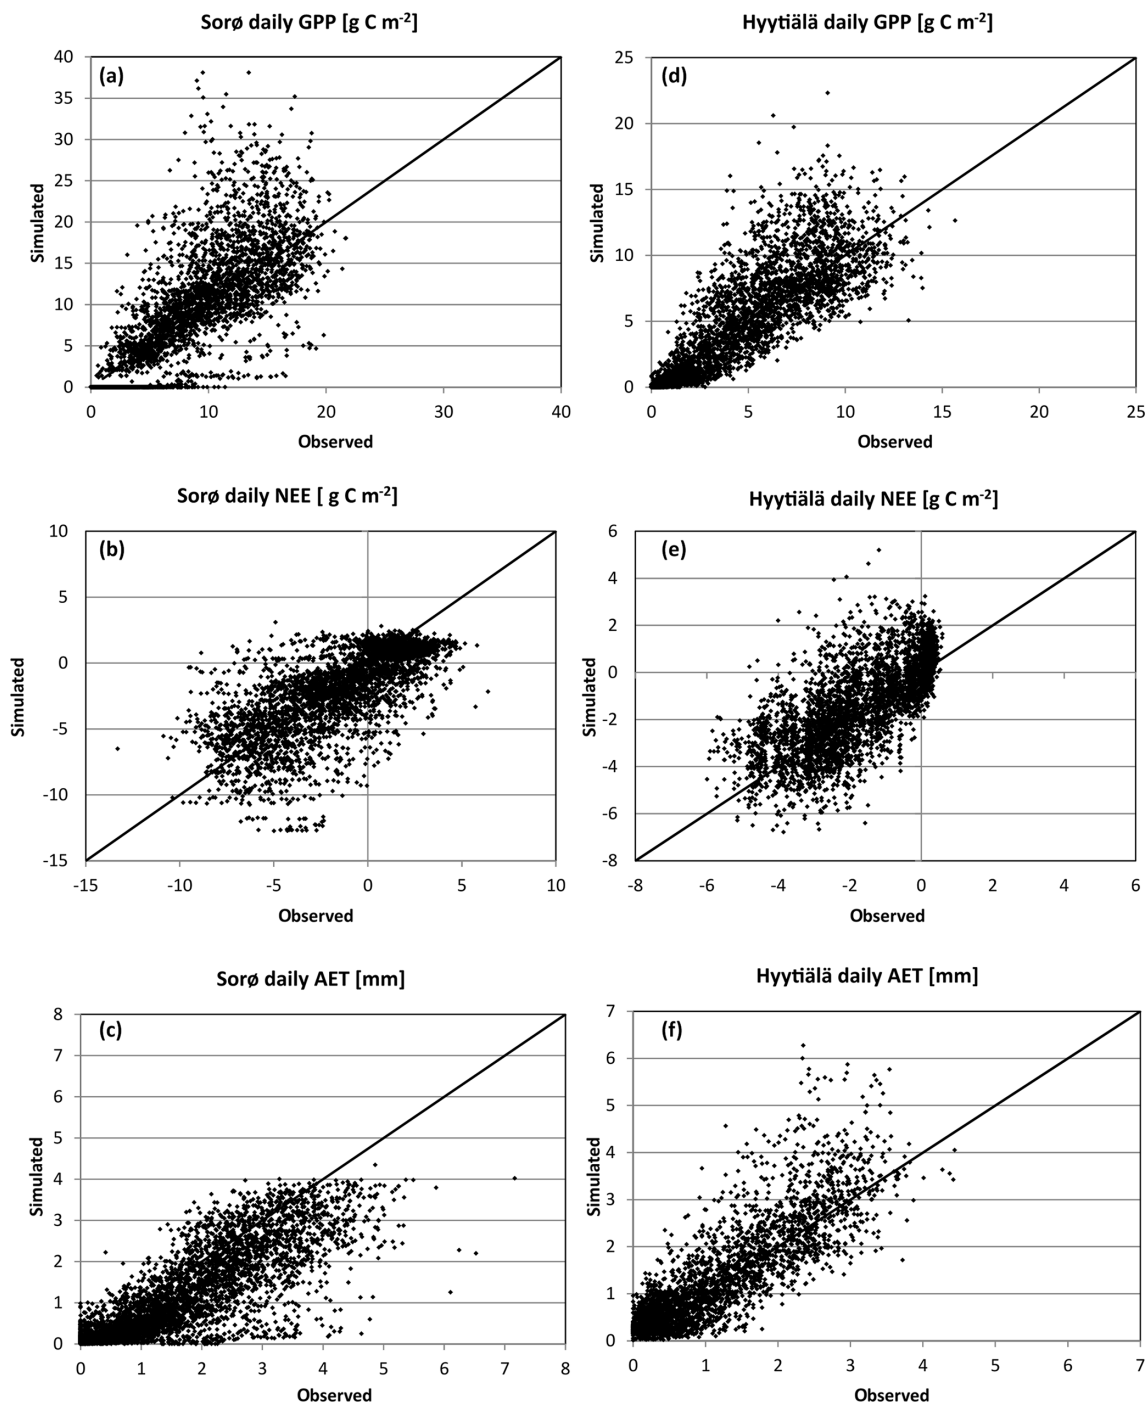 Sorø daily GPP [g C m-2]
(a)
40
35
30
25
20
15
10
5
0
Simulated
0 10 20 30 40
Observed
Hyytiälä daily GPP [g C m-2]
(d)
25
20
15
10
5
0
Simulated
0 5 10 15 20 25
Observed
Sorø daily NEE [ g C m-2]
(b)
10
5
0
-5
-10
-15
Simulated
-15 -10 -5 0 5 10
Observed
Hyytiälä daily NEE [g C m-2]
(e)
6
4
2
0
-2
-4
-6
-8
Simulated
-8 -6 -4 -2 0 2 4 6
Observed
Sorø daily AET [mm]
(c)
8
7
6
5
4
3
2
1
0
Simulated
0 1 2 3 4 5 6 7 8
Observed
Hyytiälä daily AET [mm]
(f)
7
6
5
4
3
2
1
0
Simulated
0 1 2 3 4 5 6 7
Observed